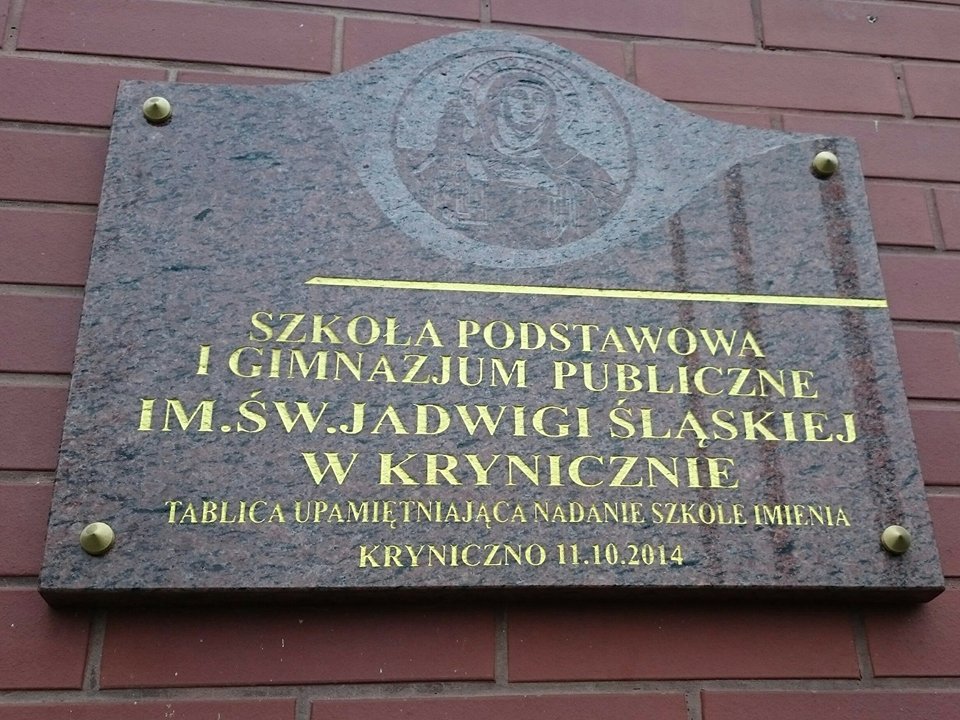 SZKOŁA PODSTAWOWA
I GIMNAZJUM PUBLICZNE
IM.ŚW.JADWIGI ŚLĄSKIEJ
W KRYNICZNIE
TABLICA UPAMIĘTNIAJĄCA NADANIE SZKOLE IMIENIA
KRYNICZNO 11.10.2014